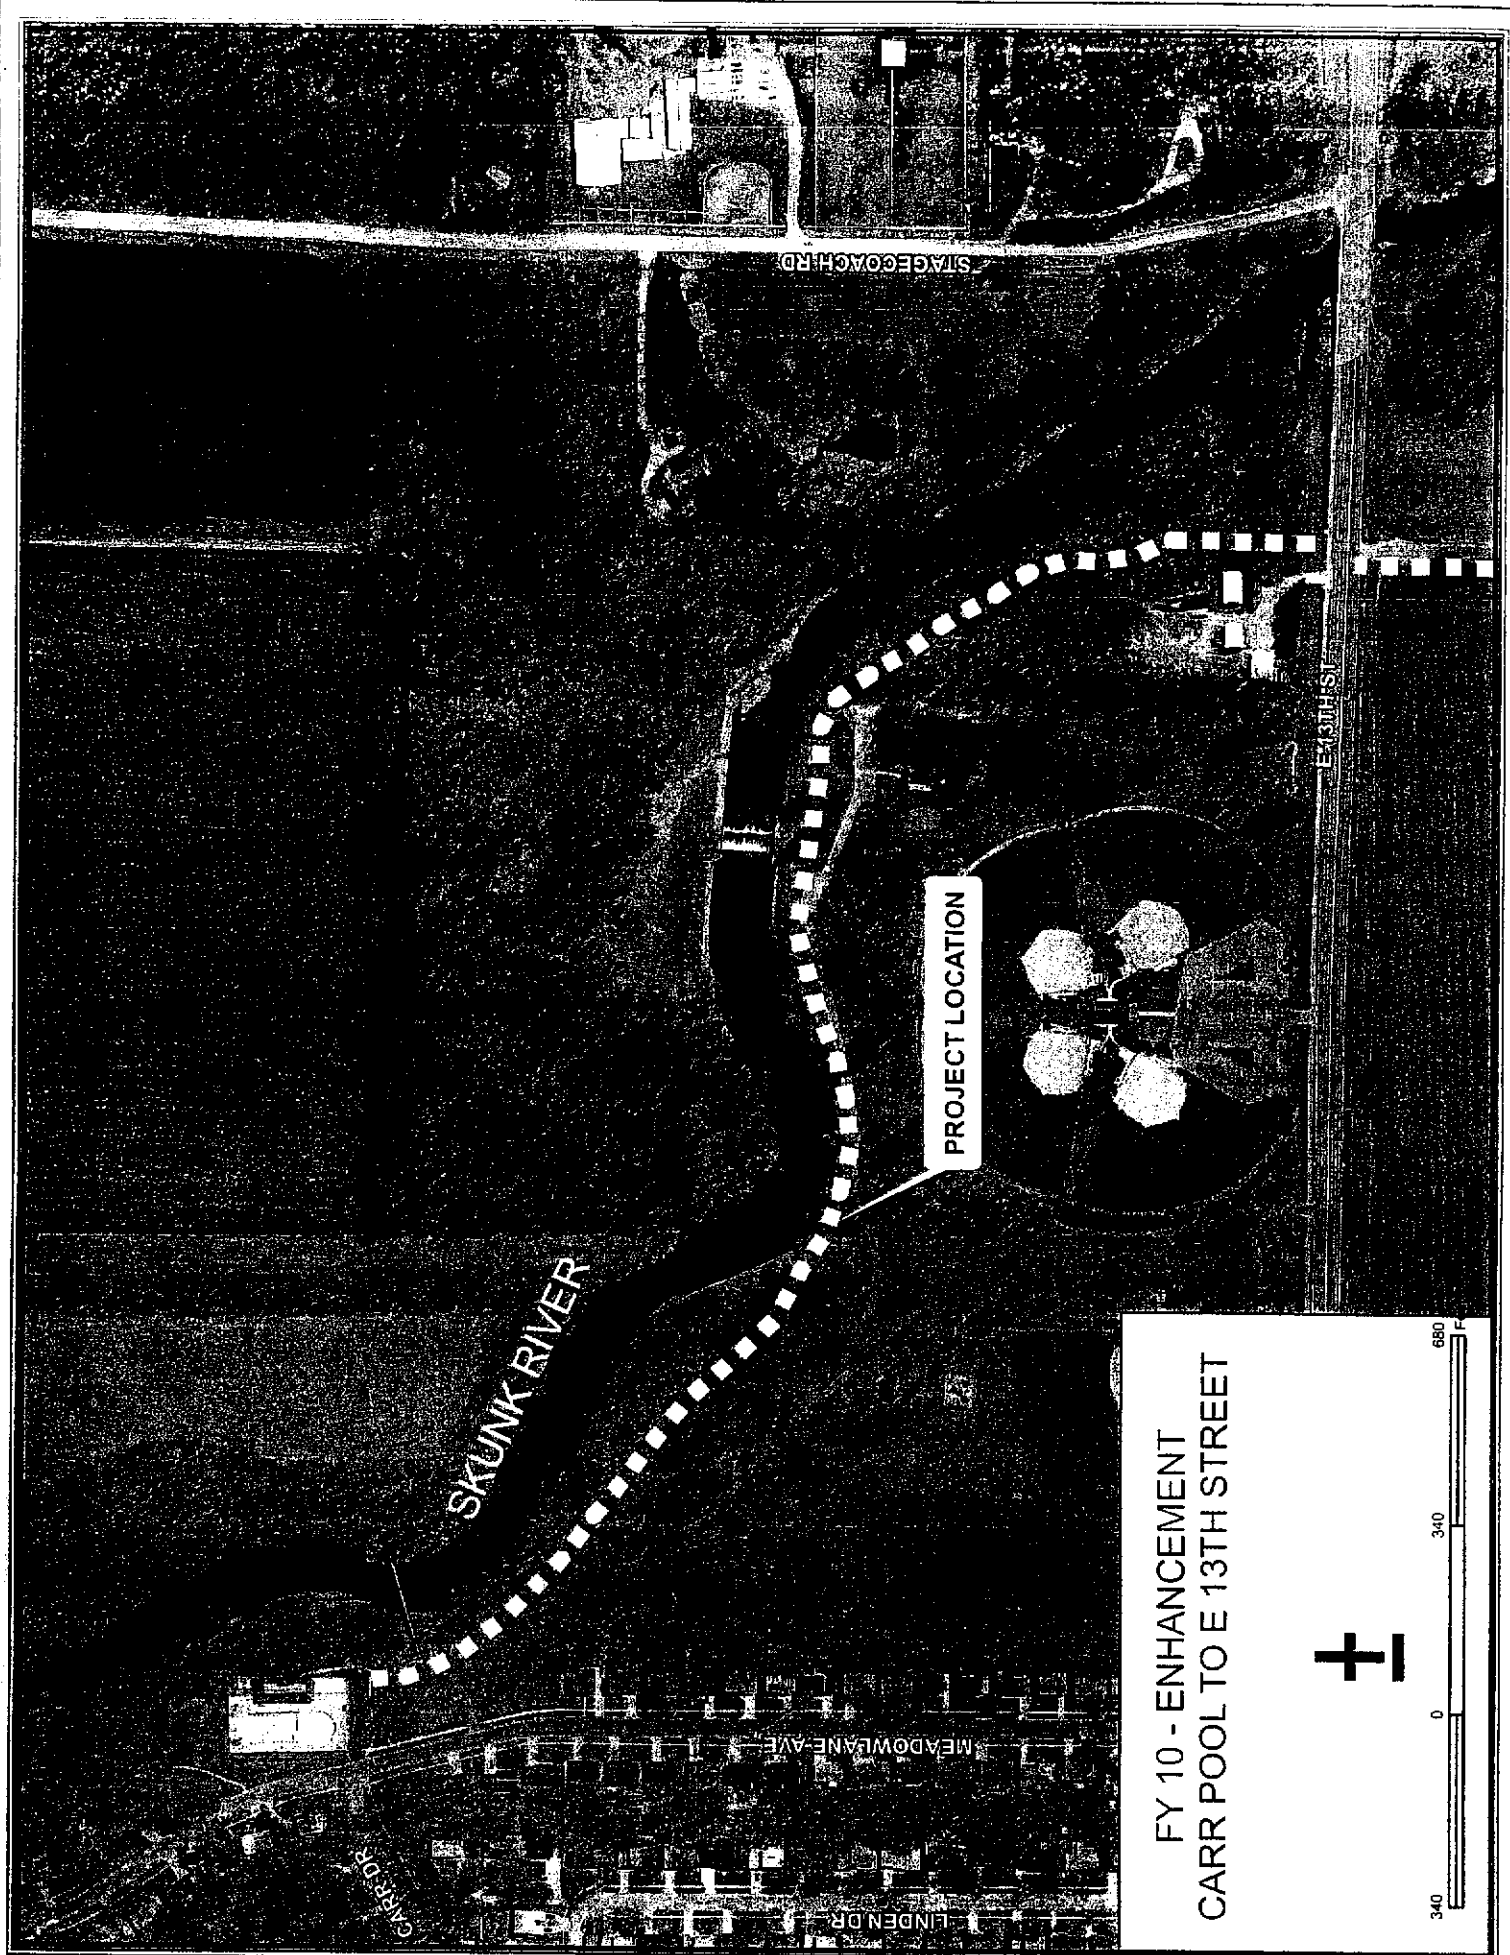 STAGECOACH RD
SKUNK RIVER
PROJECT LOCATION
E 13TH ST
MEADOWLANE AVE
CARR DR
LINDEN DR
FY 10 - ENHANCEMENT
CARR POOL TO E 13TH STREET
340 0 340 680